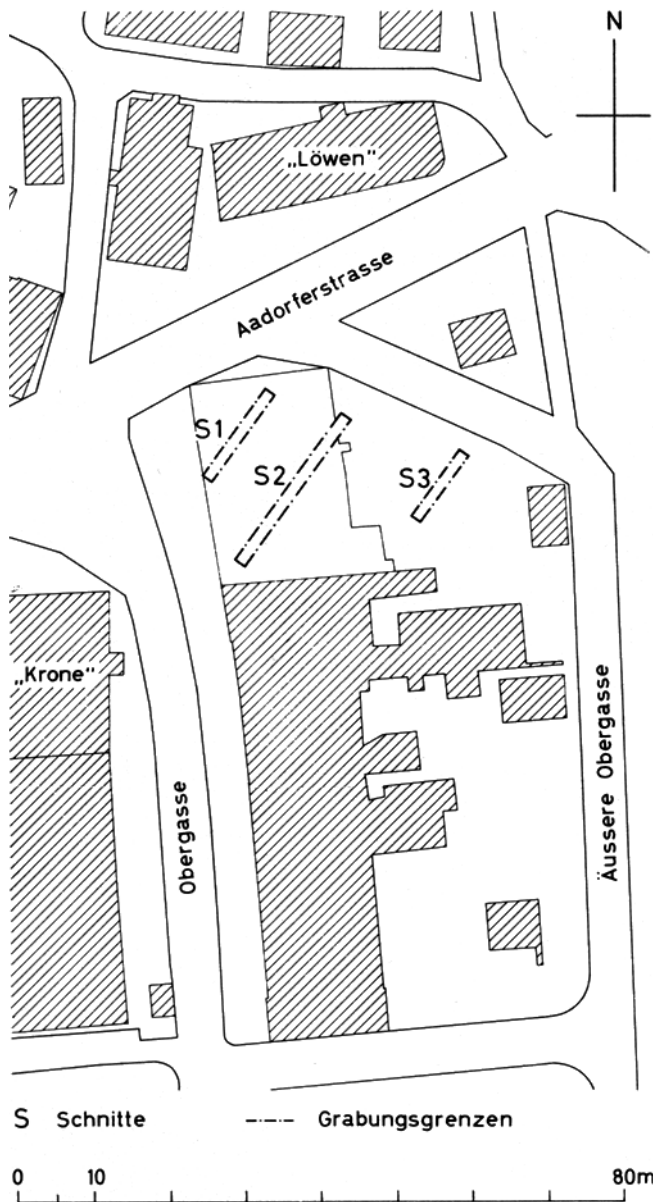 N
„Löwen"
Aadorferstrasse
S1
S2
S3
„Krone"
Obergasse
Äussere Obergasse
S Schnitte
Grabungsgrenzen
0 10 80m